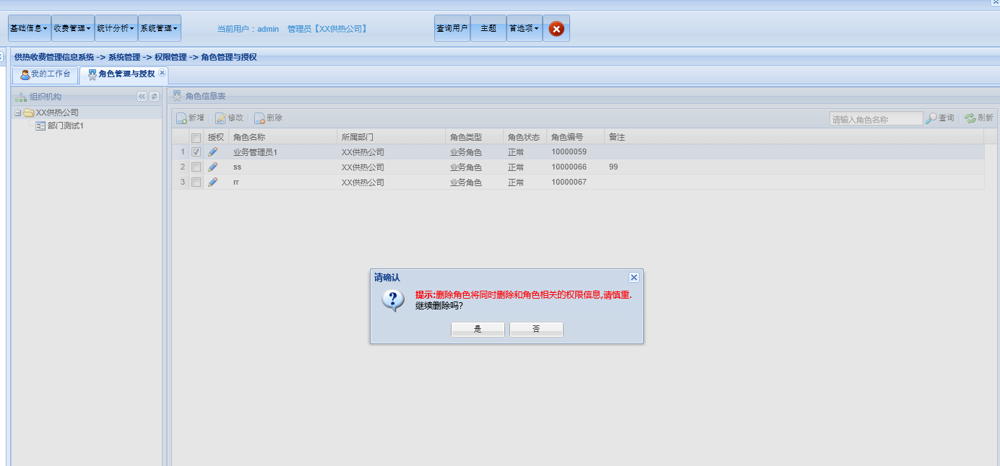 基础信息 收费管理 统计分析 系统管理 当前用户：admin 管理员【XX供热公司】 查询用户 主题 首选项
供热收费管理信息系统 -> 系统管理 -> 权限管理 -> 角色管理与授权
我的工作台 角色管理与授权
组织机构 角色信息表
XX供热公司
部门测试1
新增 修改 删除 请输入角色名称 查询 刷新
授权 角色名称 所属部门 角色类型 角色状态 角色编号 备注
1 业务管理员1 XX供热公司 业务角色 正常 10000059
2 ss XX供热公司 业务角色 正常 10000066 99
3 rr XX供热公司 业务角色 正常 10000067
请确认
提示:删除角色将同时删除和角色相关的权限信息,请慎重.
继续删除吗?
是 否